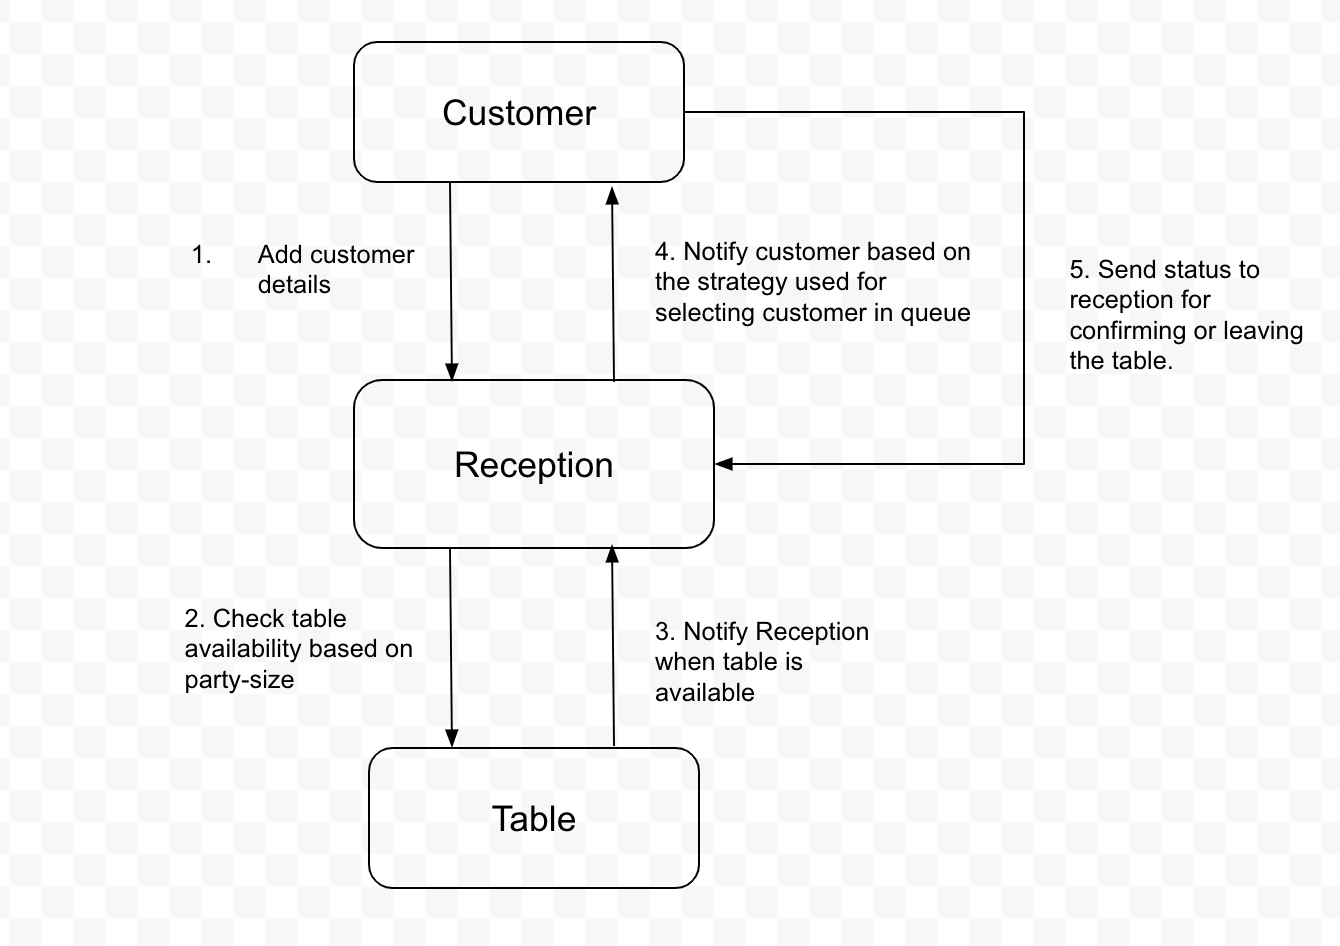 Customer
1. Add customer
details
4. Notify customer based on
the strategy used for
selecting customer in queue
5. Send status to
reception for
confirming or leaving
the table.
Reception
2. Check table
availability based on
party-size
3. Notify Reception
when table is
available
Table